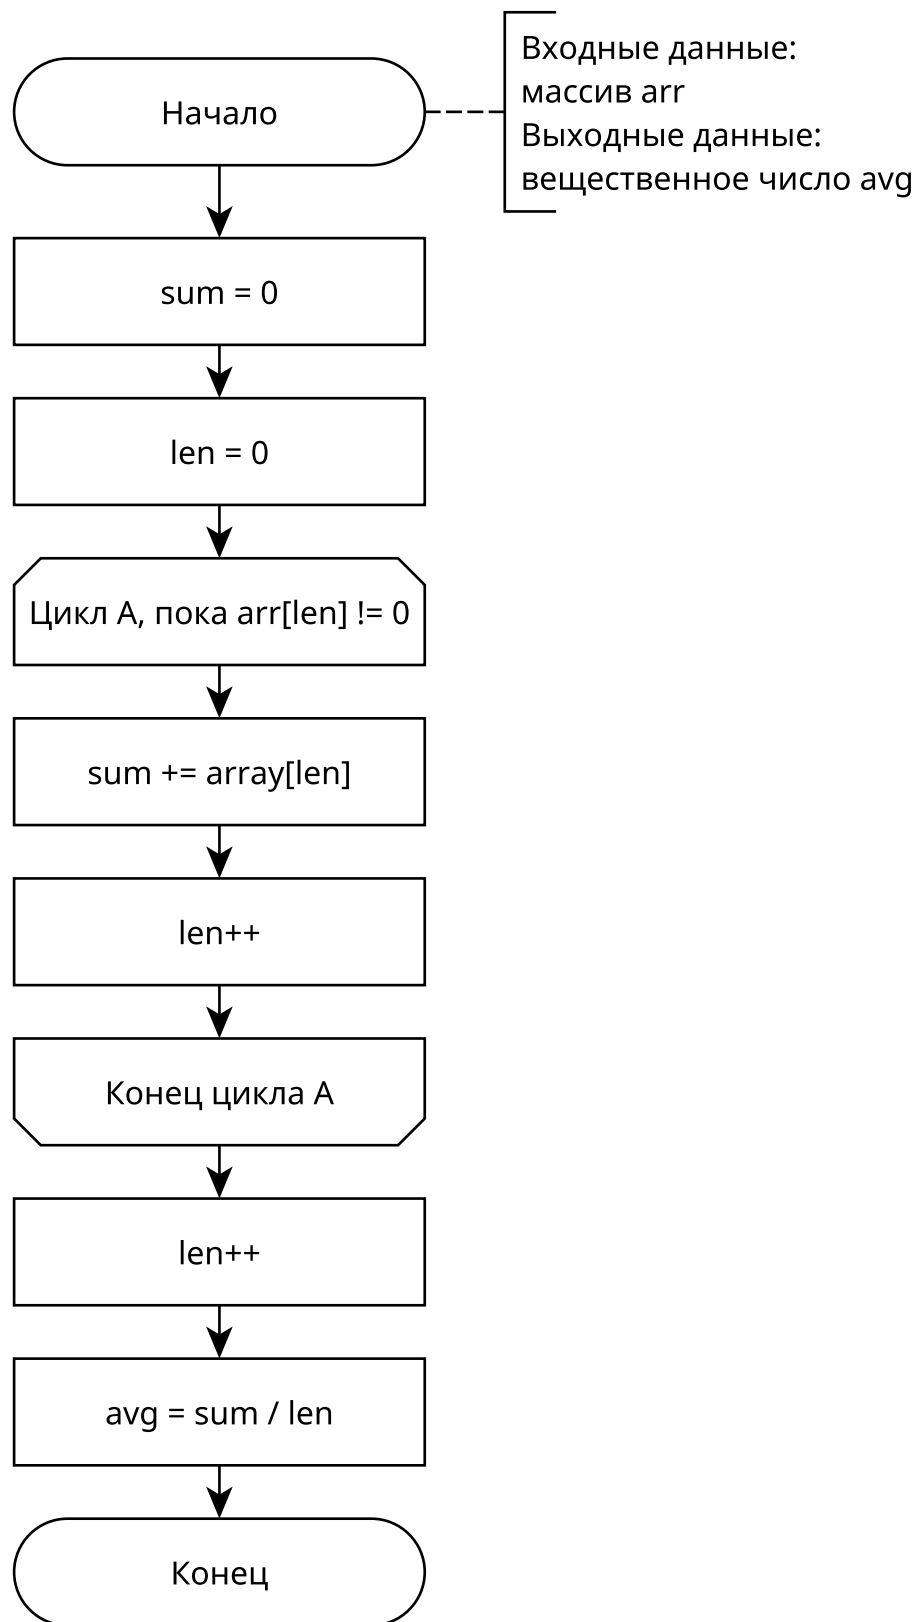 Начало
Входные данные:
массив arr
Выходные данные:
вещественное число avg
sum = 0
len = 0
Цикл А, пока arr[len] != 0
sum += array[len]
len++
Конец цикла А
len++
avg = sum / len
Конец